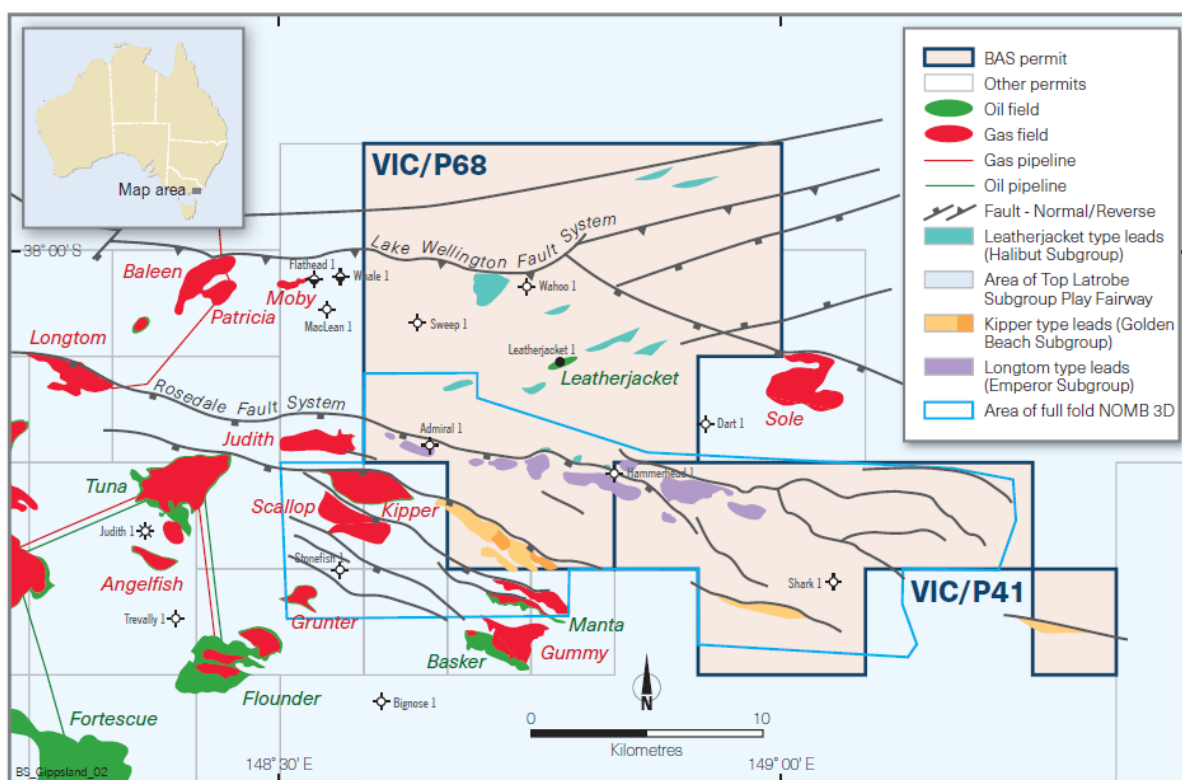 Map area
BAS permit
Other permits
Oil field
Gas field
Gas pipeline
Oil pipeline
Fault - Normal/Reverse
Leatherjacket type leads
(Halibut Subgroup)
Area of Top Latrobe
Subgroup Play Fairway
Kipper type leads (Golden
Beach Subgroup)
Longtom type leads
(Emperor Subgroup)
Area of full fold NOMB 3D
VIC/P68
38° 00' S
Lake Wellington Fault System
Baleen
Flathead 1
Whale 1
Moby
Patricia
MacLean 1
Wahoo 1
Sweep 1
Longtom
Leatherjacket 1
Leatherjacket
Rosedale Fault System
Sole
Judith
Admiral 1
Dart 1
Hammerhead 1
Tuna
Scallop
Kipper
Judith 1
Angelfish
Stonefish 1
Shark 1
VIC/P41
Trevally 1
Grunter
Manta
Basker
Gummy
Flounder
N
Bignose 1
Fortescue
0
10
Kilometres
BS_Gippsland_02
148° 30' E
149° 00' E